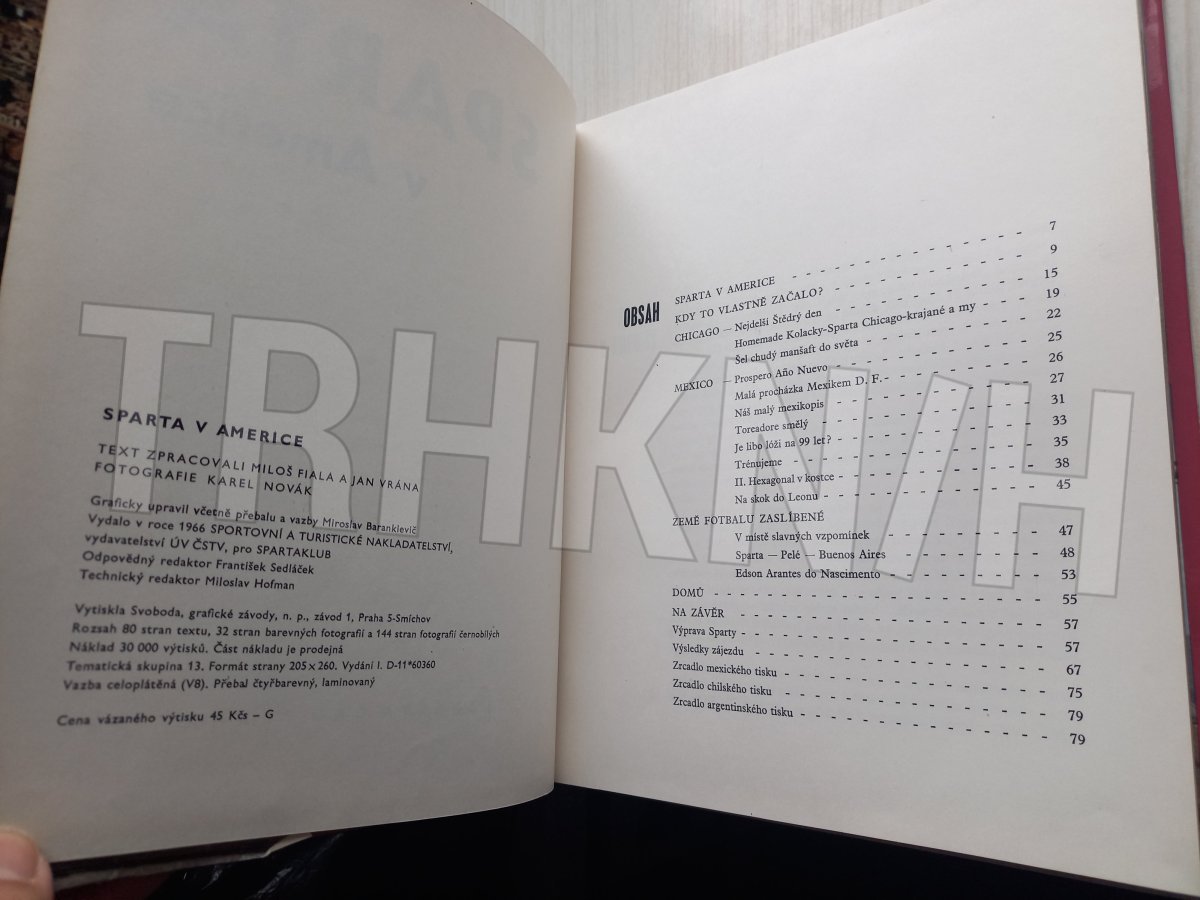 SPARTA V AMERICE
TEXT ZPRACOVALI MILOŠ FIALA A JAN VRÁNA
FOTOGRAFIE KAREL NOVÁK
Graficky upravil včetně přebalu a vazby Miroslav Barankievič
Vydalo v roce 1966 SPORTOVNÍ A TURISTICKÉ NAKLADATELSTVÍ,
vydavatelství ÚV ČSTV, pro SPARTAKLUB
Odpovědný redaktor František Sedláček
Technický redaktor Miloslav Hofman
Vytiskla Svoboda, grafické závody, n. p., závod 1, Praha 5-Smíchov
Rozsah 80 stran textu, 32 stran barevných fotografií a 144 stran fotografií černobílých
Náklad 30 000 výtisků. Část nákladu je prodejná
Tematická skupina 13. Formát strany 205 x 260. Vydání I. D-11*60360
Vazba celoplátěná (V8). Přebal čtyřbarevný, laminovaný
Cena vázaného výtisku 45 Kčs – G
OBSAH
SPARTA V AMERICE - - - - - - - - - - - - - - - 7
KDY TO VLASTNĚ ZAČALO? - - - - - - - - - - - - 9
CHICAGO — Nejdelší Štědrý den - - - - - - - - - - - 15
Homemade Kolacky-Sparta Chicago-krajané a my - - - 19
Šel chudý manšaft do světa - - - - - - - - - 22
MEXICO — Prospero Año Nuevo - - - - - - - - - - - 25
Malá procházka Mexikem D. F. - - - - - - - - 26
Náš malý mexikopis - - - - - - - - - - - 27
Toreadore smělý - - - - - - - - - - - - 31
Je libo lóži na 99 let? - - - - - - - - - - - 33
Trénujeme - - - - - - - - - - - - - - 35
II. Hexagonal v kostce - - - - - - - - - - - 38
Na skok do Leonu - - - - - - - - - - - - 45
ZEMĚ FOTBALU ZASLÍBENÉ
V místě slavných vzpomínek - - - - - - - - - 47
Sparta — Pelé — Buenos Aires - - - - - - - - 48
Edson Arantes do Nascimento - - - - - - - - - 53
DOMŮ - - - - - - - - - - - - - - - - - 55
NA ZÁVĚR - - - - - - - - - - - - - - - - 57
Výprava Sparty - - - - - - - - - - - - - - - 57
Výsledky zájezdu - - - - - - - - - - - - - - - 67
Zrcadlo mexického tisku - - - - - - - - - - - - - 75
Zrcadlo chilského tisku - - - - - - - - - - - - - 79
Zrcadlo argentinského tisku - - - - - - - - - - - - 79
TRHKNIH